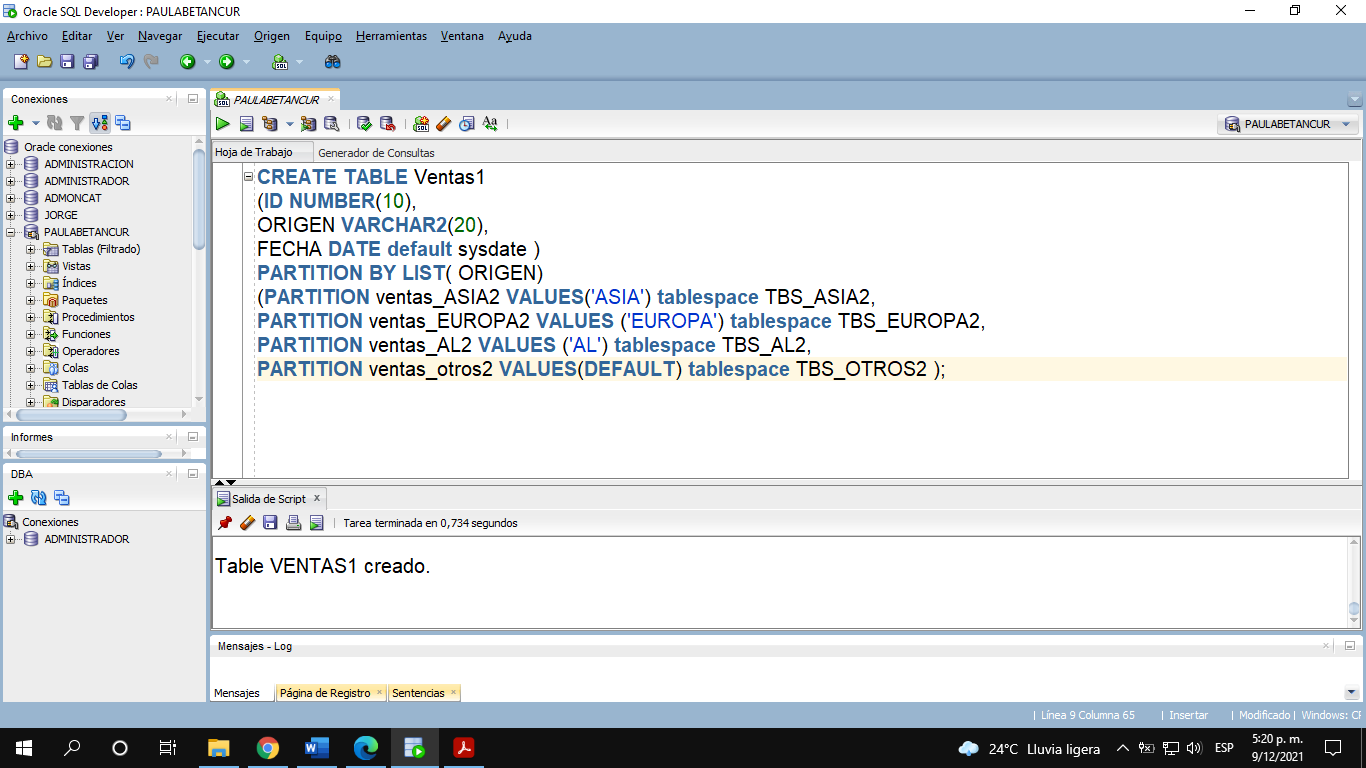 Oracle SQL Developer : PAULABETANCUR
Archivo Editar Ver Navegar Ejecutar Origen Equipo Herramientas Ventana Ayuda
Conexiones
Oracle conexiones
ADMINISTRACION
ADMINISTRADOR
ADMONCAT
JORGE
PAULABETANCUR
Tablas (Filtrado)
Vistas
Índices
Paquetes
Procedimientos
Funciones
Operadores
Colas
Tablas de Colas
Disparadores
Informes
DBA
Conexiones
ADMINISTRADOR
PAULABETANCUR
PAULABETANCUR
Hoja de Trabajo Generador de Consultas
CREATE TABLE Ventas1
(ID NUMBER(10),
ORIGEN VARCHAR2(20),
FECHA DATE default sysdate )
PARTITION BY LIST( ORIGEN)
(PARTITION ventas_ASIA2 VALUES('ASIA') tablespace TBS_ASIA2,
PARTITION ventas_EUROPA2 VALUES ('EUROPA') tablespace TBS_EUROPA2,
PARTITION ventas_AL2 VALUES ('AL') tablespace TBS_AL2,
PARTITION ventas_otros2 VALUES(DEFAULT) tablespace TBS_OTROS2 );
Salida de Script
Tarea terminada en 0,734 segundos
Table VENTAS1 creado.
Mensajes - Log
Mensajes Página de Registro Sentencias
Línea 9 Columna 65 Insertar Modificado Windows: CF
24°C Lluvia ligera ESP 5:20 p. m.
9/12/2021